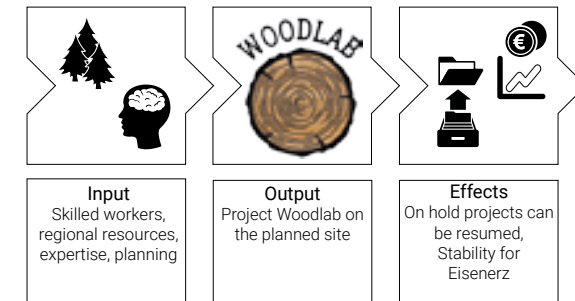 WOODLAB
€
Input
Skilled workers,
regional resources,
expertise, planning
Output
Project Woodlab on
the planned site
Effects
On hold projects can
be resumed,
Stability for
Eisenerz